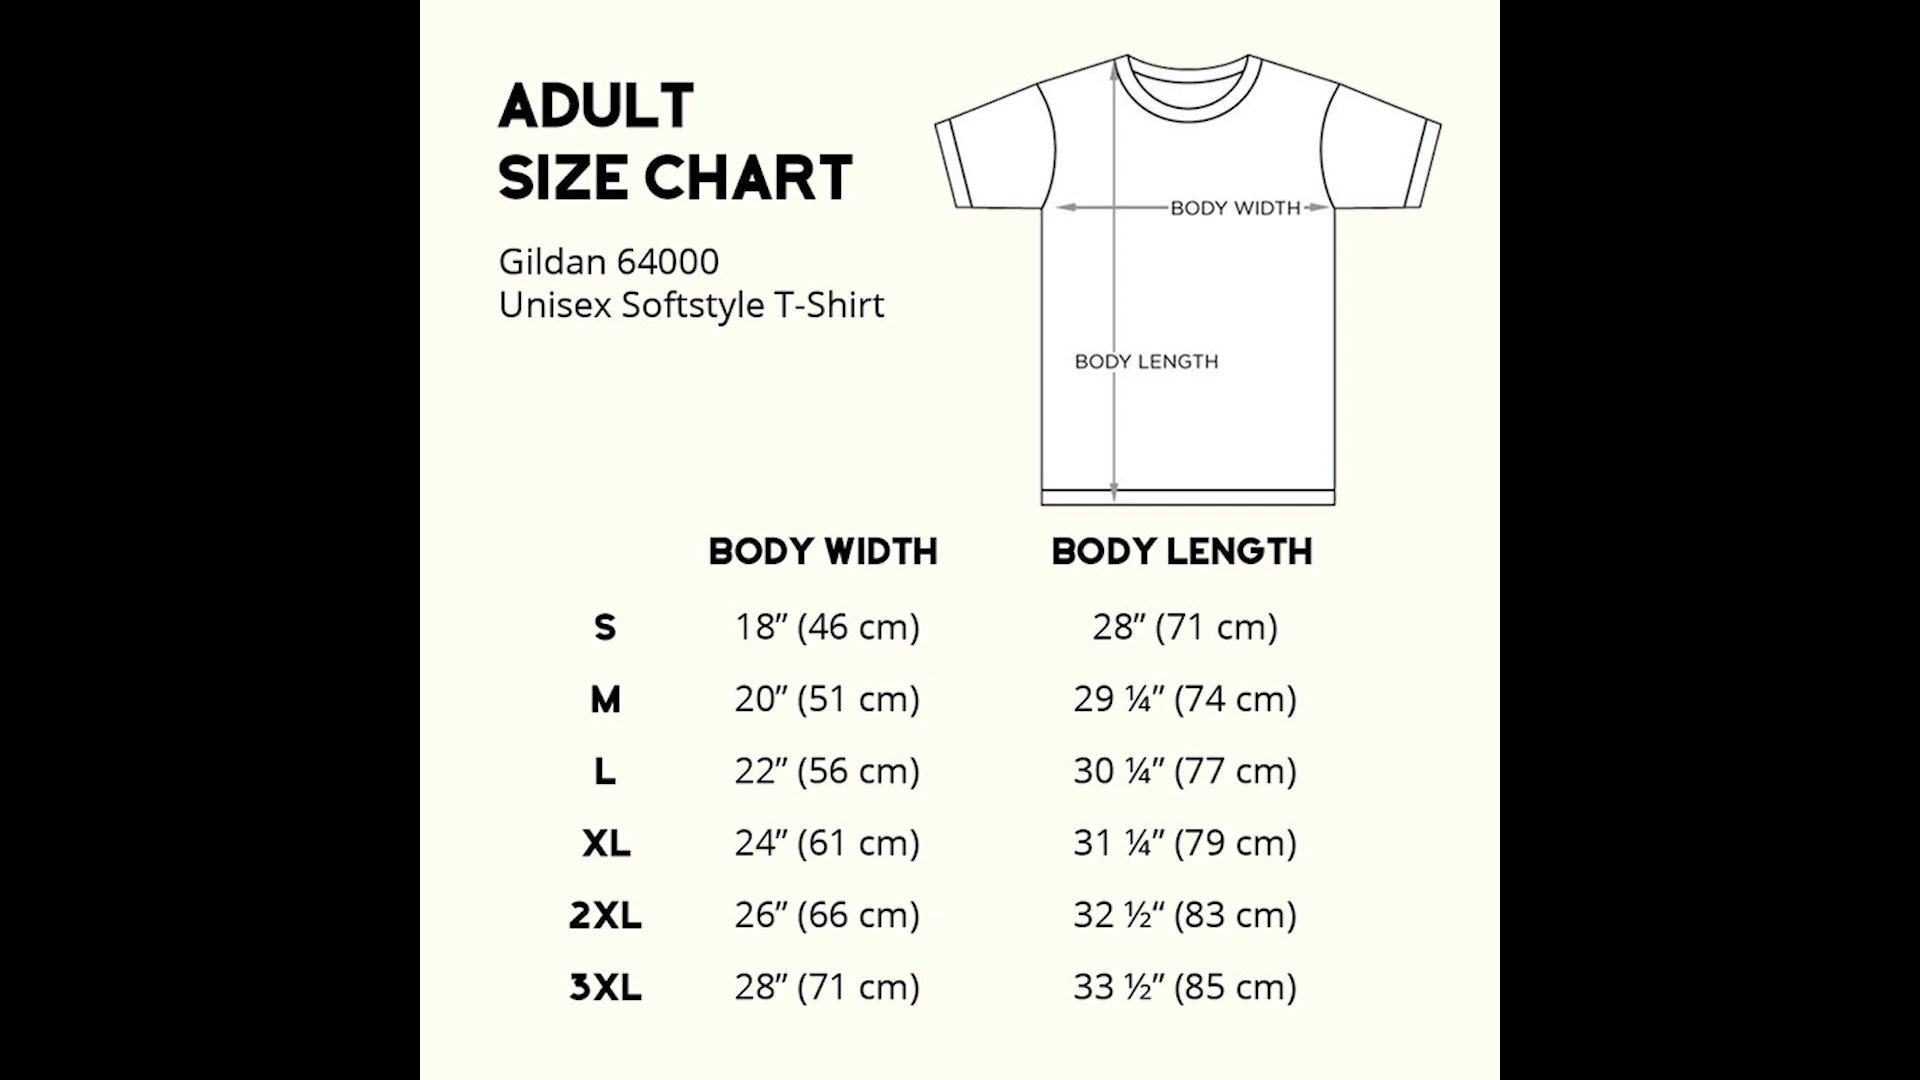 ADULT
SIZE CHART
Gildan 64000
Unisex Softstyle T-Shirt
BODY WIDTH
BODY LENGTH
BODY WIDTH BODY LENGTH
S 18” (46 cm) 28” (71 cm)
M 20” (51 cm) 29 ¼” (74 cm)
L 22” (56 cm) 30 ¼” (77 cm)
XL 24” (61 cm) 31 ¼” (79 cm)
2XL 26” (66 cm) 32 ½“ (83 cm)
3XL 28” (71 cm) 33 ½” (85 cm)